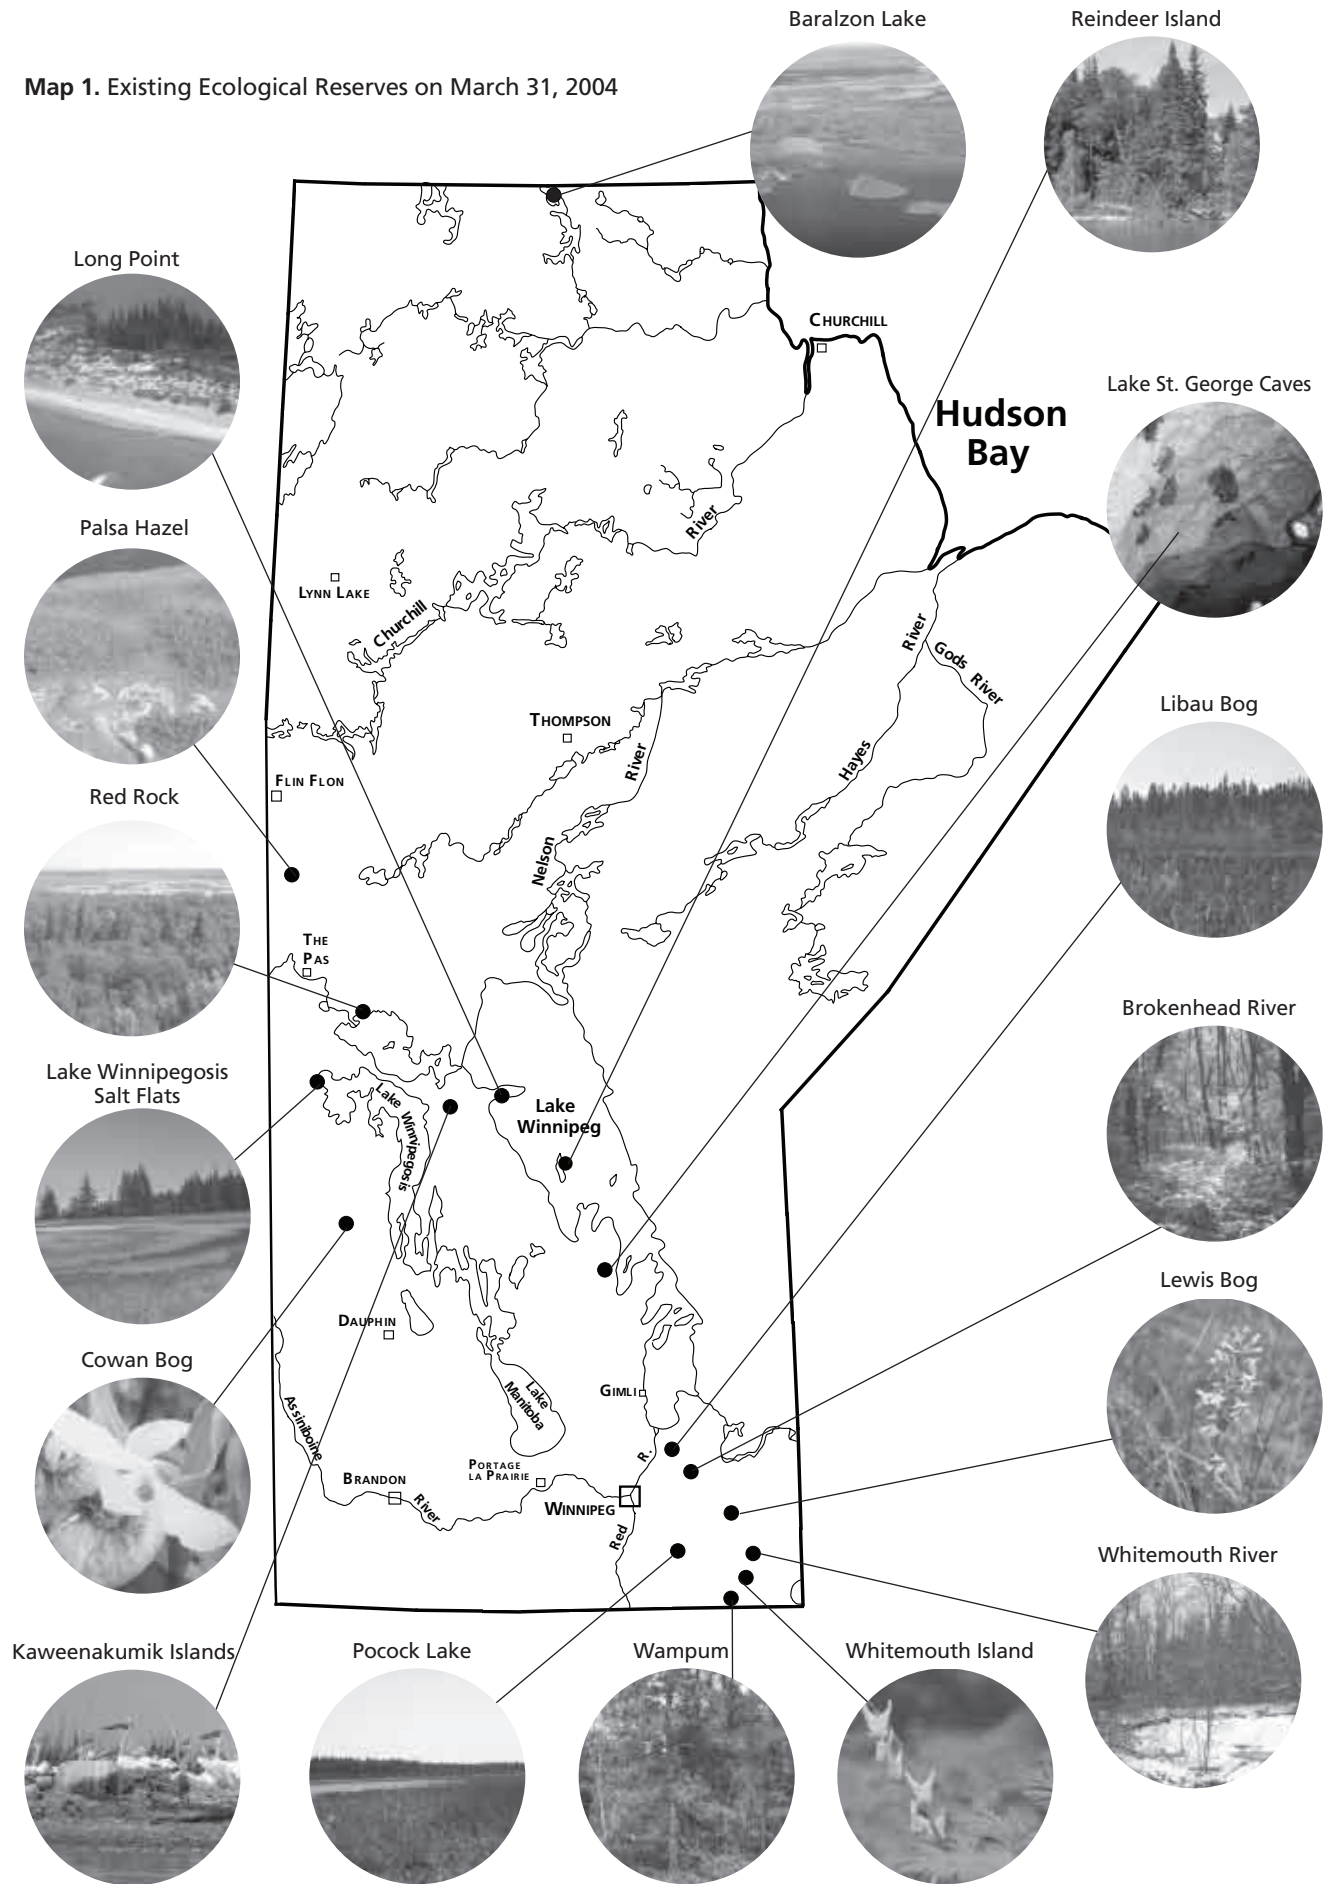 Baralzon Lake
Reindeer Island
Map 1. Existing Ecological Reserves on March 31, 2004
Long Point
CHURCHILL
Lake St. George Caves
Hudson
Bay
Palsa Hazel
River
LYNN LAKE
Churchill
River
Gods River
Libau Bog
THOMPSON
River
Hayes
FLIN FLON
Red Rock
Nelson
THE
PAS
Brokenhead River
Lake Winnipegosis
Salt Flats
Lake Winnipegosis
Lake
Winnipeg
Lewis Bog
DAUPHIN
Cowan Bog
Lake
Manitoba
GIMLI
Assiniboine
R.
PORTAGE
LA PRAIRIE
BRANDON
River
WINNIPEG
Red
Whitemouth River
Kaweenakumik Islands
Pocock Lake
Wampum
Whitemouth Island